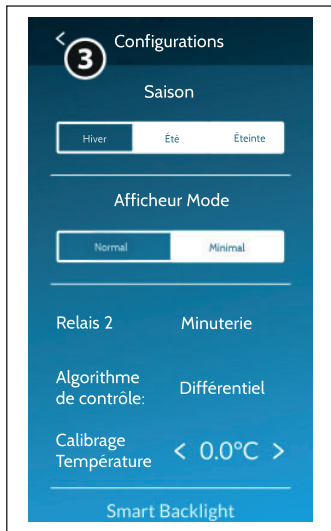 < Configurations
3
Saison
Hiver Été Éteinte
Afficheur Mode
Normal Minimal
Relais 2 Minuterie
Algorithme
de contrôle: Différentiel
Calibrage
Température < 0.0°C >
Smart Backlight